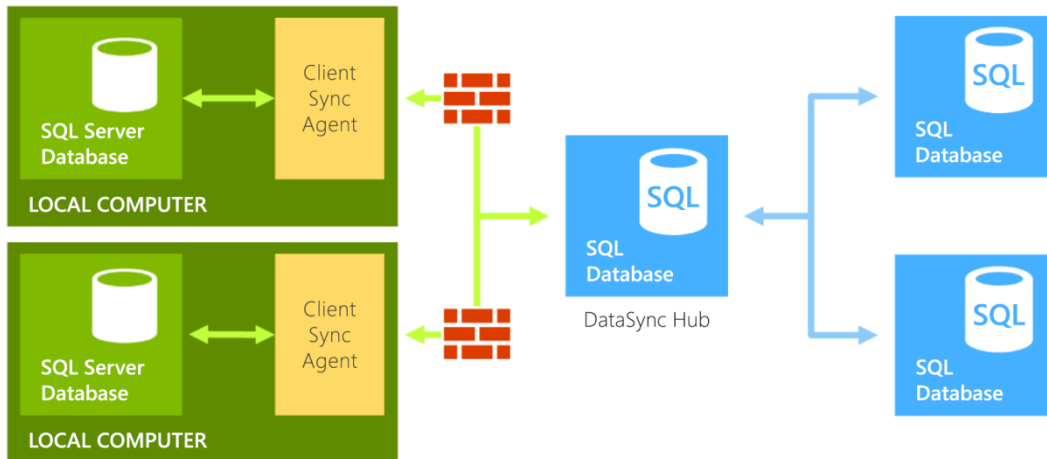 Client
Sync
Agent
SQL Server
Database
LOCAL COMPUTER
Client
Sync
Agent
SQL Server
Database
LOCAL COMPUTER
SQL
SQL
Database
DataSync Hub
SQL
SQL
Database
SQL
SQL
Database